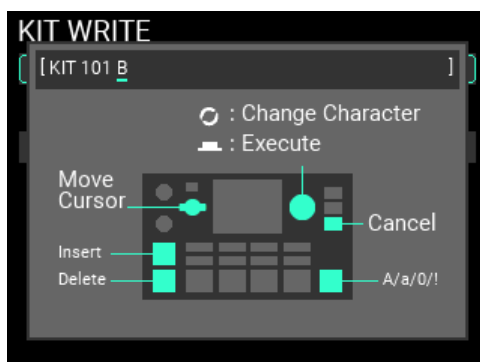 KIT WRITE
[ KIT 101 B ]
: Change Character
: Execute
Move
Cursor
Cancel
Insert
Delete
A/a/0/!